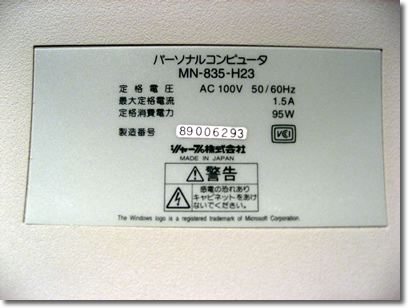 パーソナルコンピュータ
MN-835-H23
定格電圧 AC 100V 50/60Hz
最大定格電流 1.5A
定格消費電力 95W
製造番号 89006293
VCI
シャープ株式会社
MADE IN JAPAN
警告
感電の恐れあり
キャビネットをあけ
ないでください。
The Windows logo is a registered trademark of Microsoft Corporation.